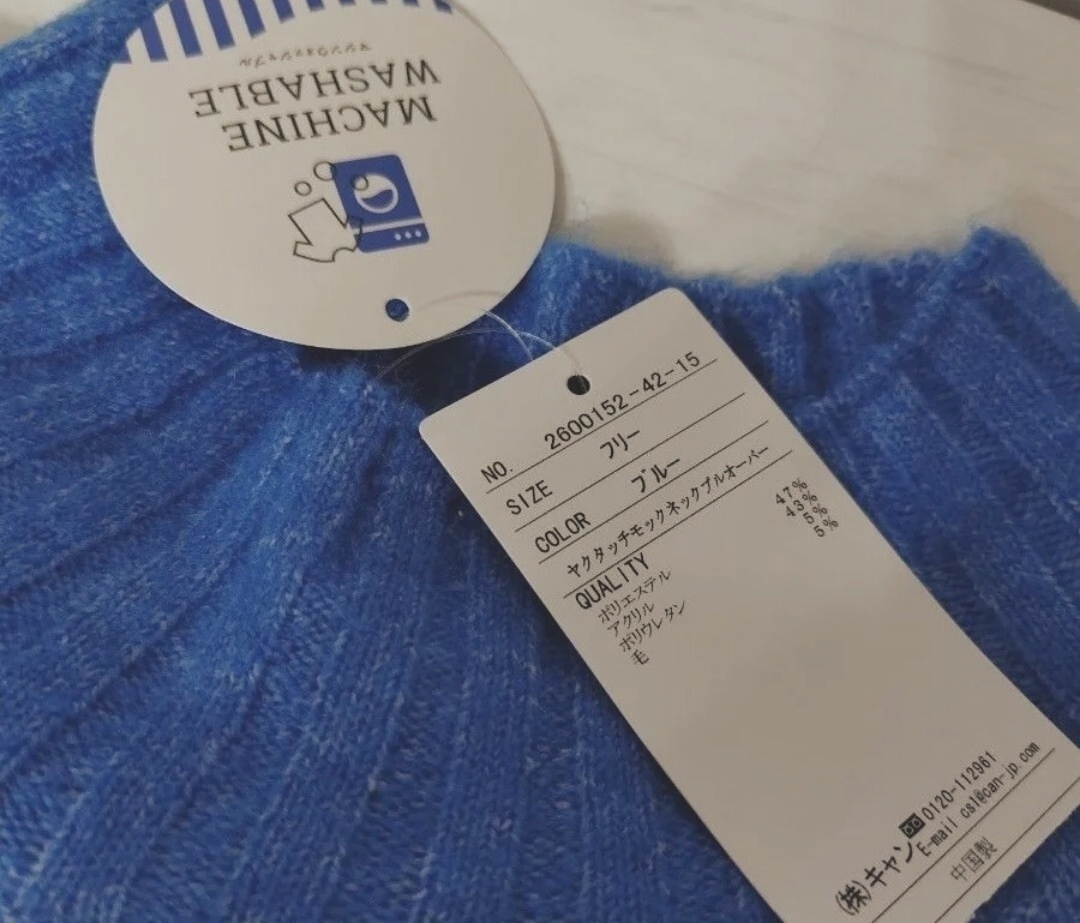 MACHINE
WASHABLE
マシンウォッシャブル
NO. 2600152-42-15
SIZE フリー
COLOR ブルー
ヤクタッチモックネックプルオーバー
QUALITY
ポリエステル 47%
アクリル 43%
ポリウレタン 5%
毛 5%
(株)キャン 0120-112961
E-mail cs1@can-jp.com
中国製